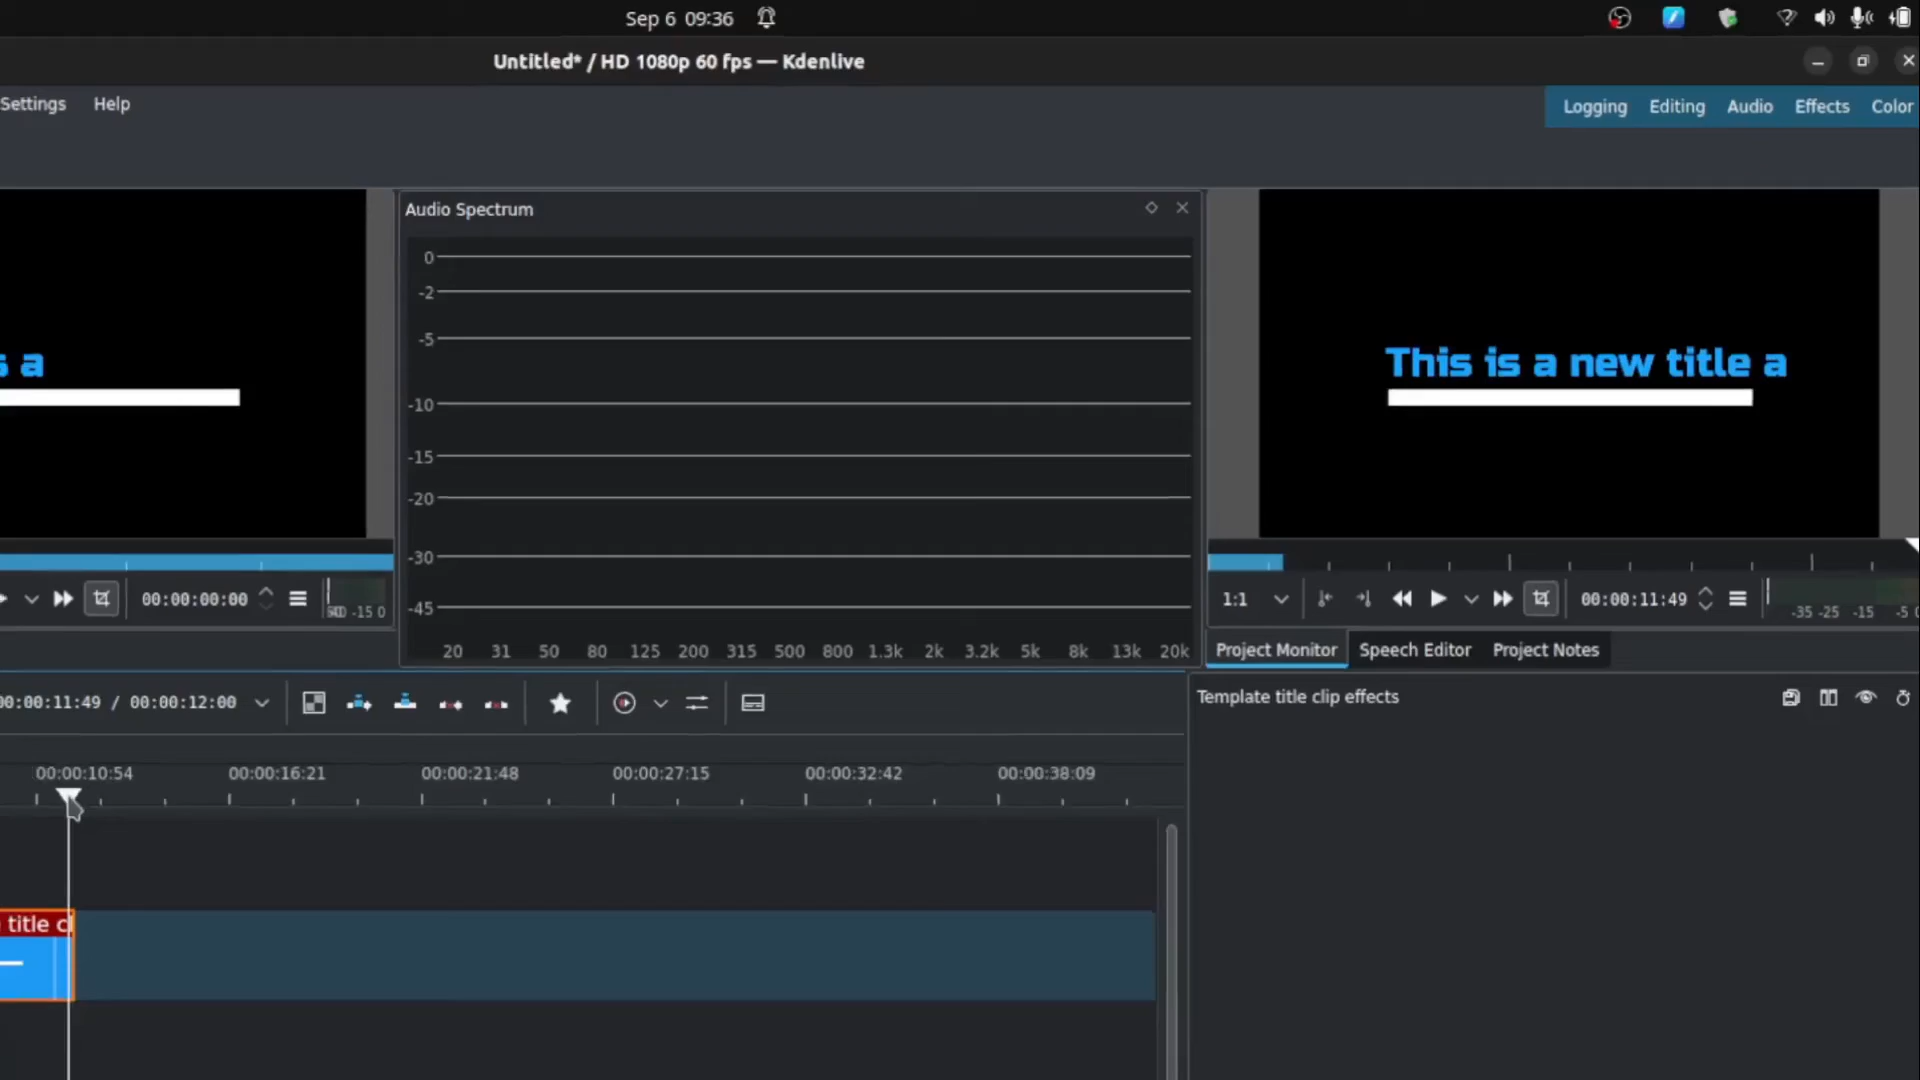 Sep 6 09:36
Untitled* / HD 1080p 60 fps — Kdenlive
Settings Help
Logging Editing Audio Effects Color
Audio Spectrum
0
-2
-5
-10
-15
-20
-30
-45
20 31 50 80 125 200 315 500 800 1.3k 2k 3.2k 5k 8k 13k 20k
s a
This is a new title a
00:00:00:00
-15 0
1:1
00:00:11:49
-35 -25 -15 -5 0
Project Monitor Speech Editor Project Notes
00:00:11:49 / 00:00:12:00
Template title clip effects
00:00:10:54 00:00:16:21 00:00:21:48 00:00:27:15 00:00:32:42 00:00:38:09
title cl